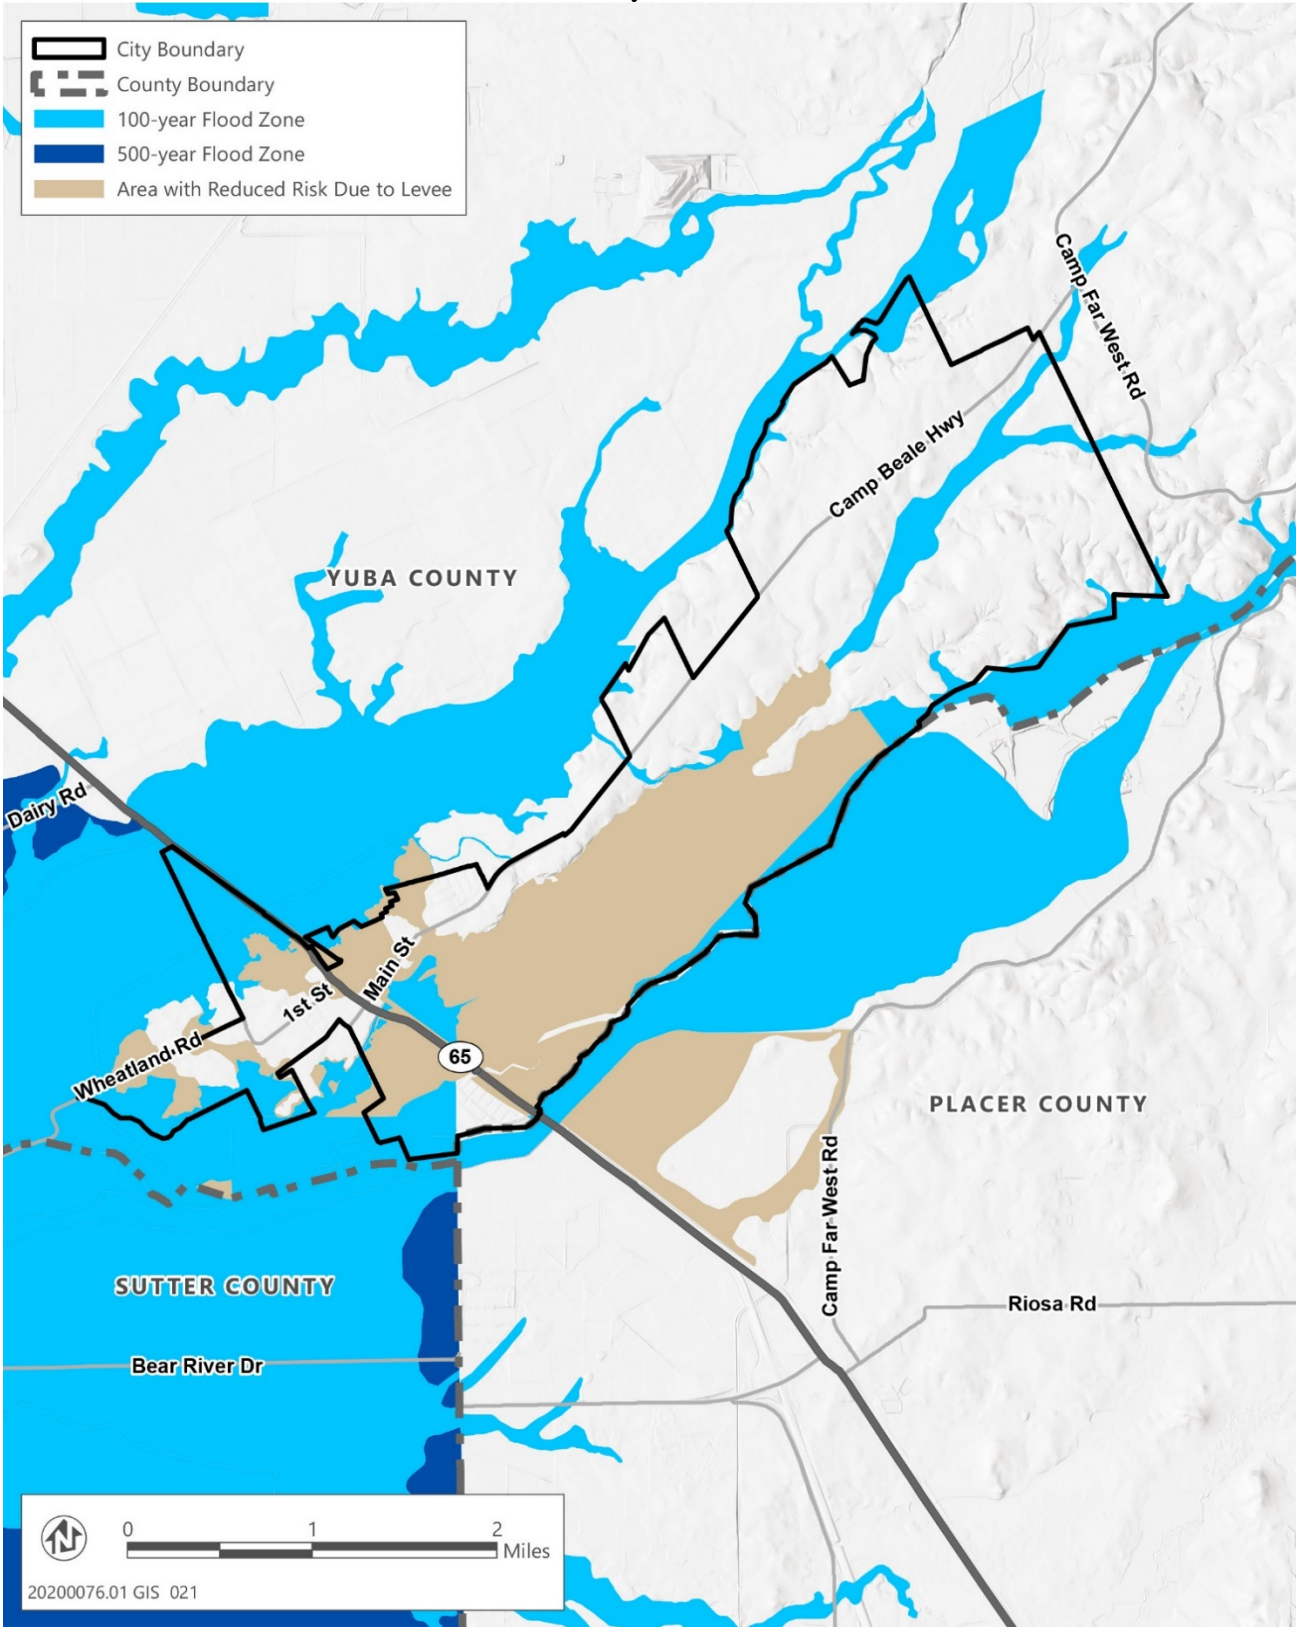 City Boundary
County Boundary
100-year Flood Zone
500-year Flood Zone
Area with Reduced Risk Due to Levee
Camp Far West Rd
Camp Beale Hwy
YUBA COUNTY
Dairy Rd
Main St
1st St
Wheatland Rd
65
PLACER COUNTY
Camp Far West Rd
SUTTER COUNTY
Riosa Rd
Bear River Dr
N
0 1 2
Miles
20200076.01 GIS 021